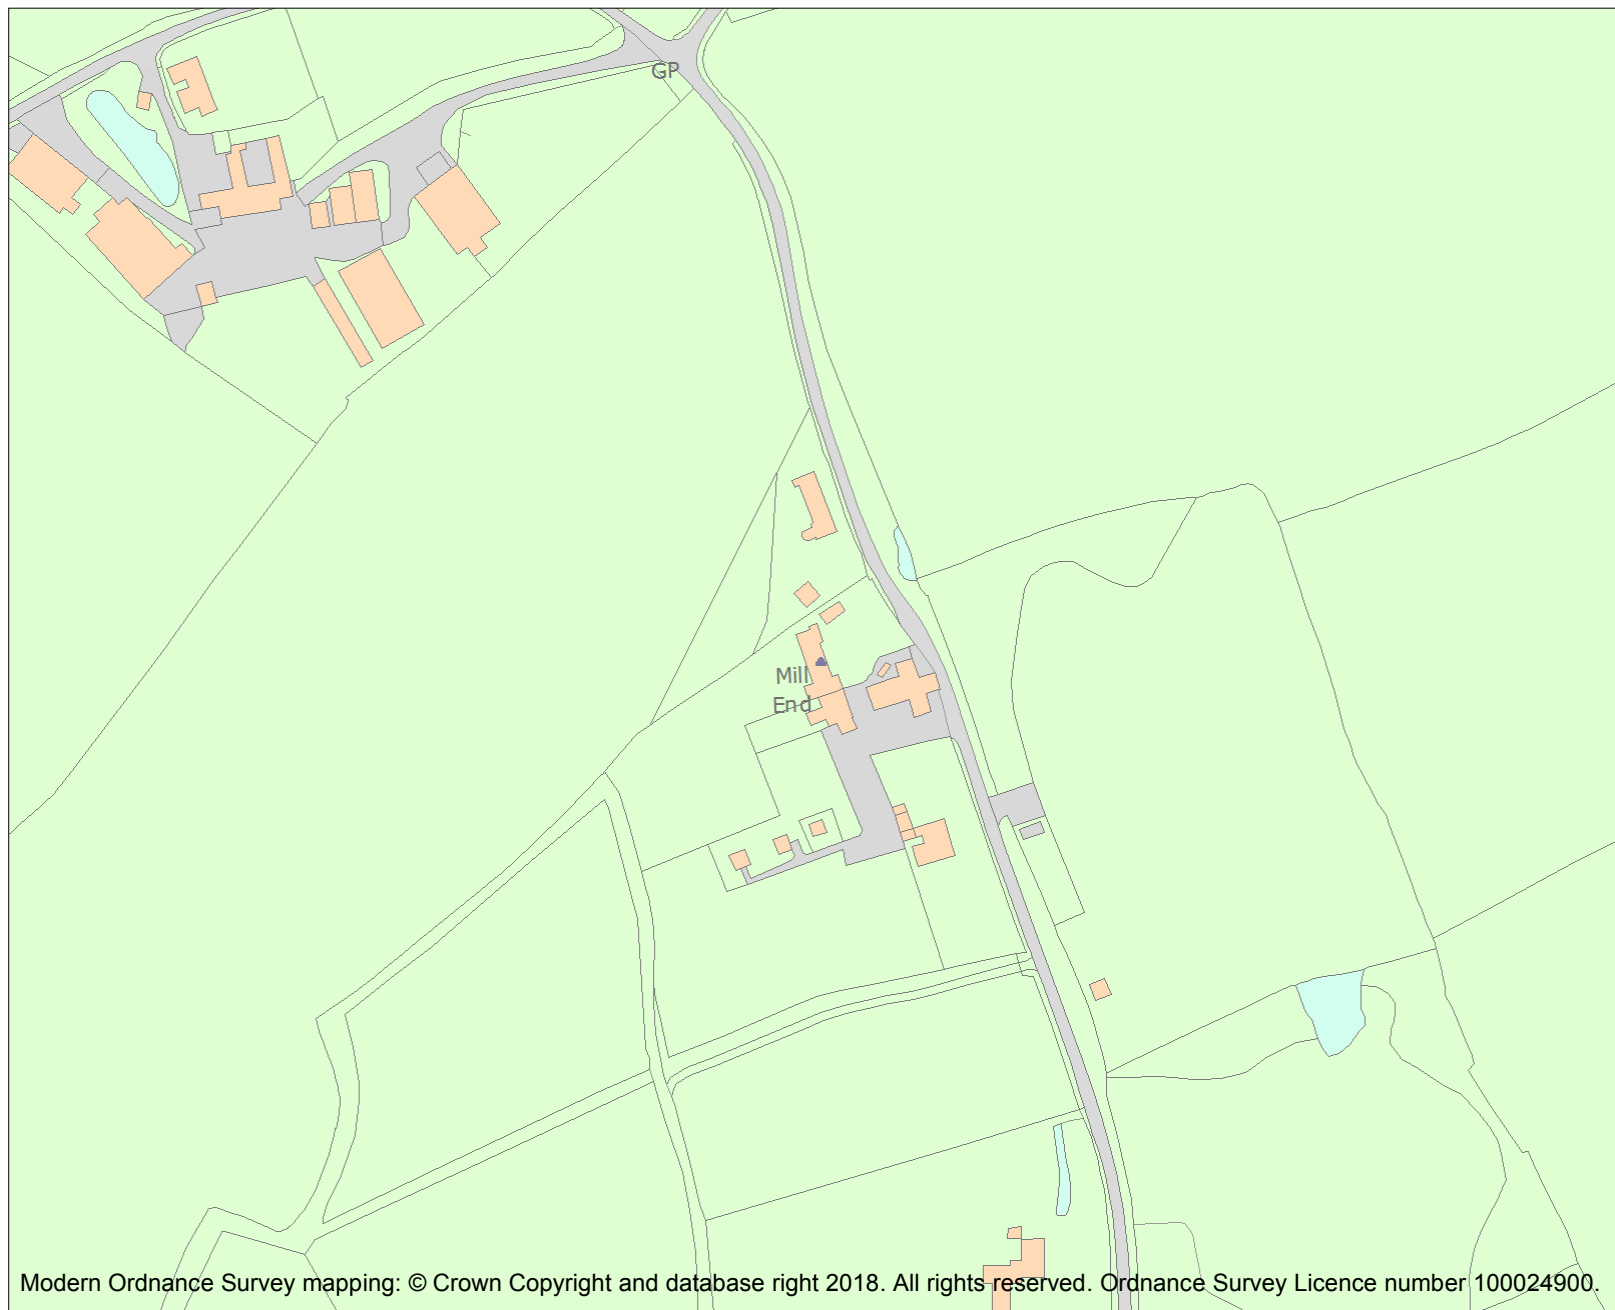 GP
Mill
End
Modern Ordnance Survey mapping: © Crown Copyright and database right 2018. All rights reserved. Ordnance Survey Licence number 100024900.